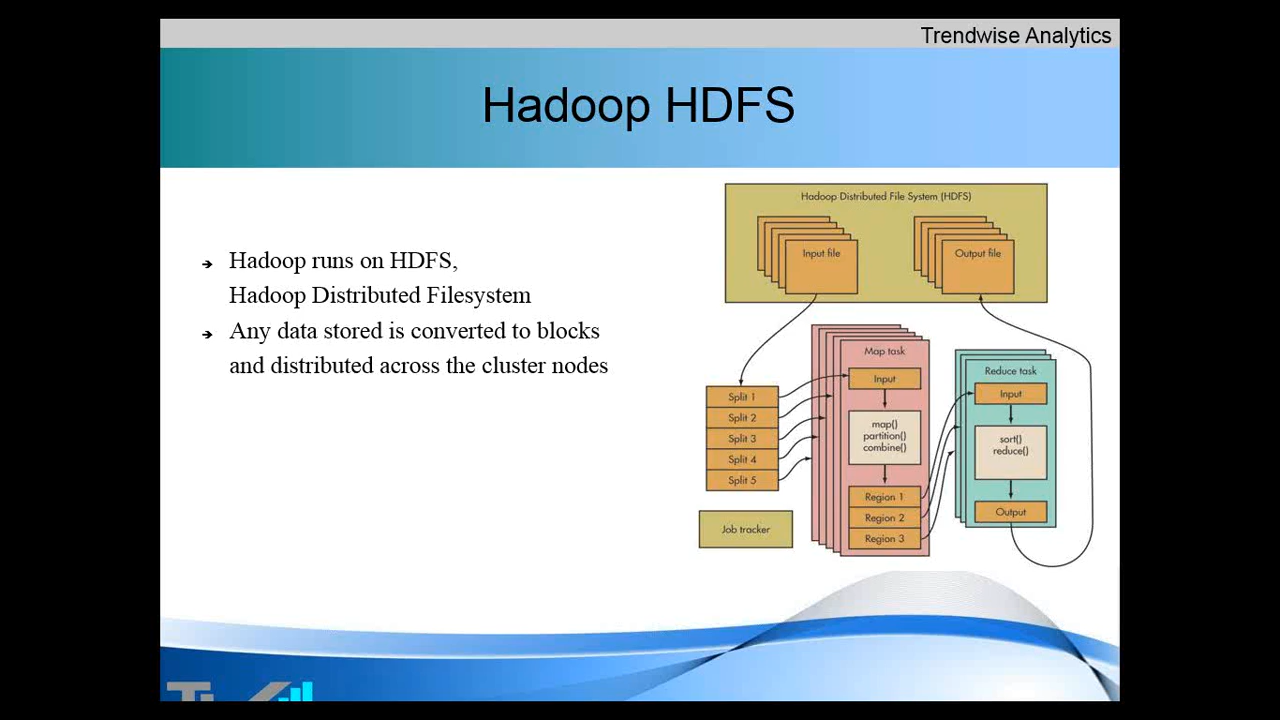 Trendwise Analytics
Hadoop HDFS
Hadoop runs on HDFS,
Hadoop Distributed Filesystem
Any data stored is converted to blocks
and distributed across the cluster nodes
Hadoop Distributed File System (HDFS)
Input file
Output file
Split 1
Split 2
Split 3
Split 4
Split 5
Job tracker
Map task
Input
map()
partition()
combine()
Region 1
Region 2
Region 3
Reduce task
Input
sort()
reduce()
Output